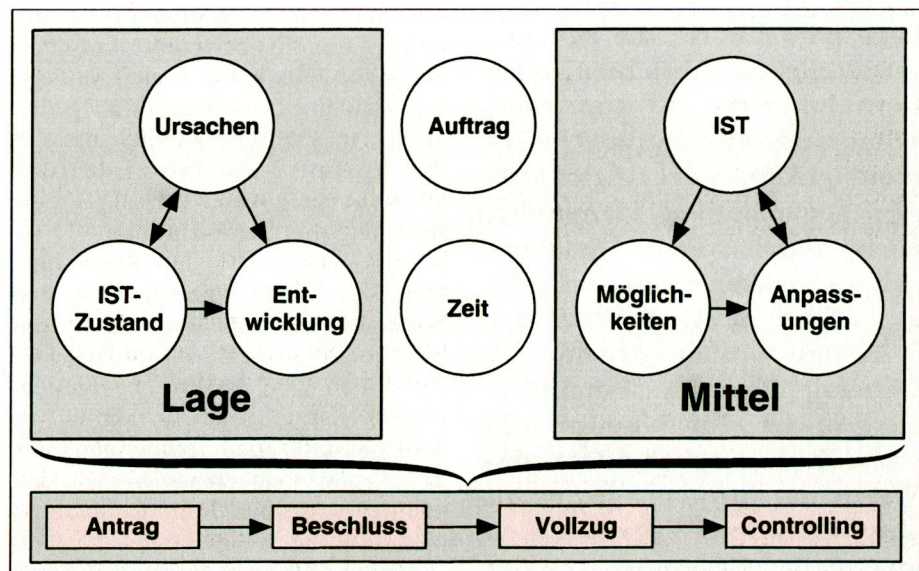 Ursachen
IST-
Zustand
Ent-
wicklung
Lage
Auftrag
Zeit
IST
Möglich-
keiten
Anpass-
ungen
Mittel
Antrag
Beschluss
Vollzug
Controlling